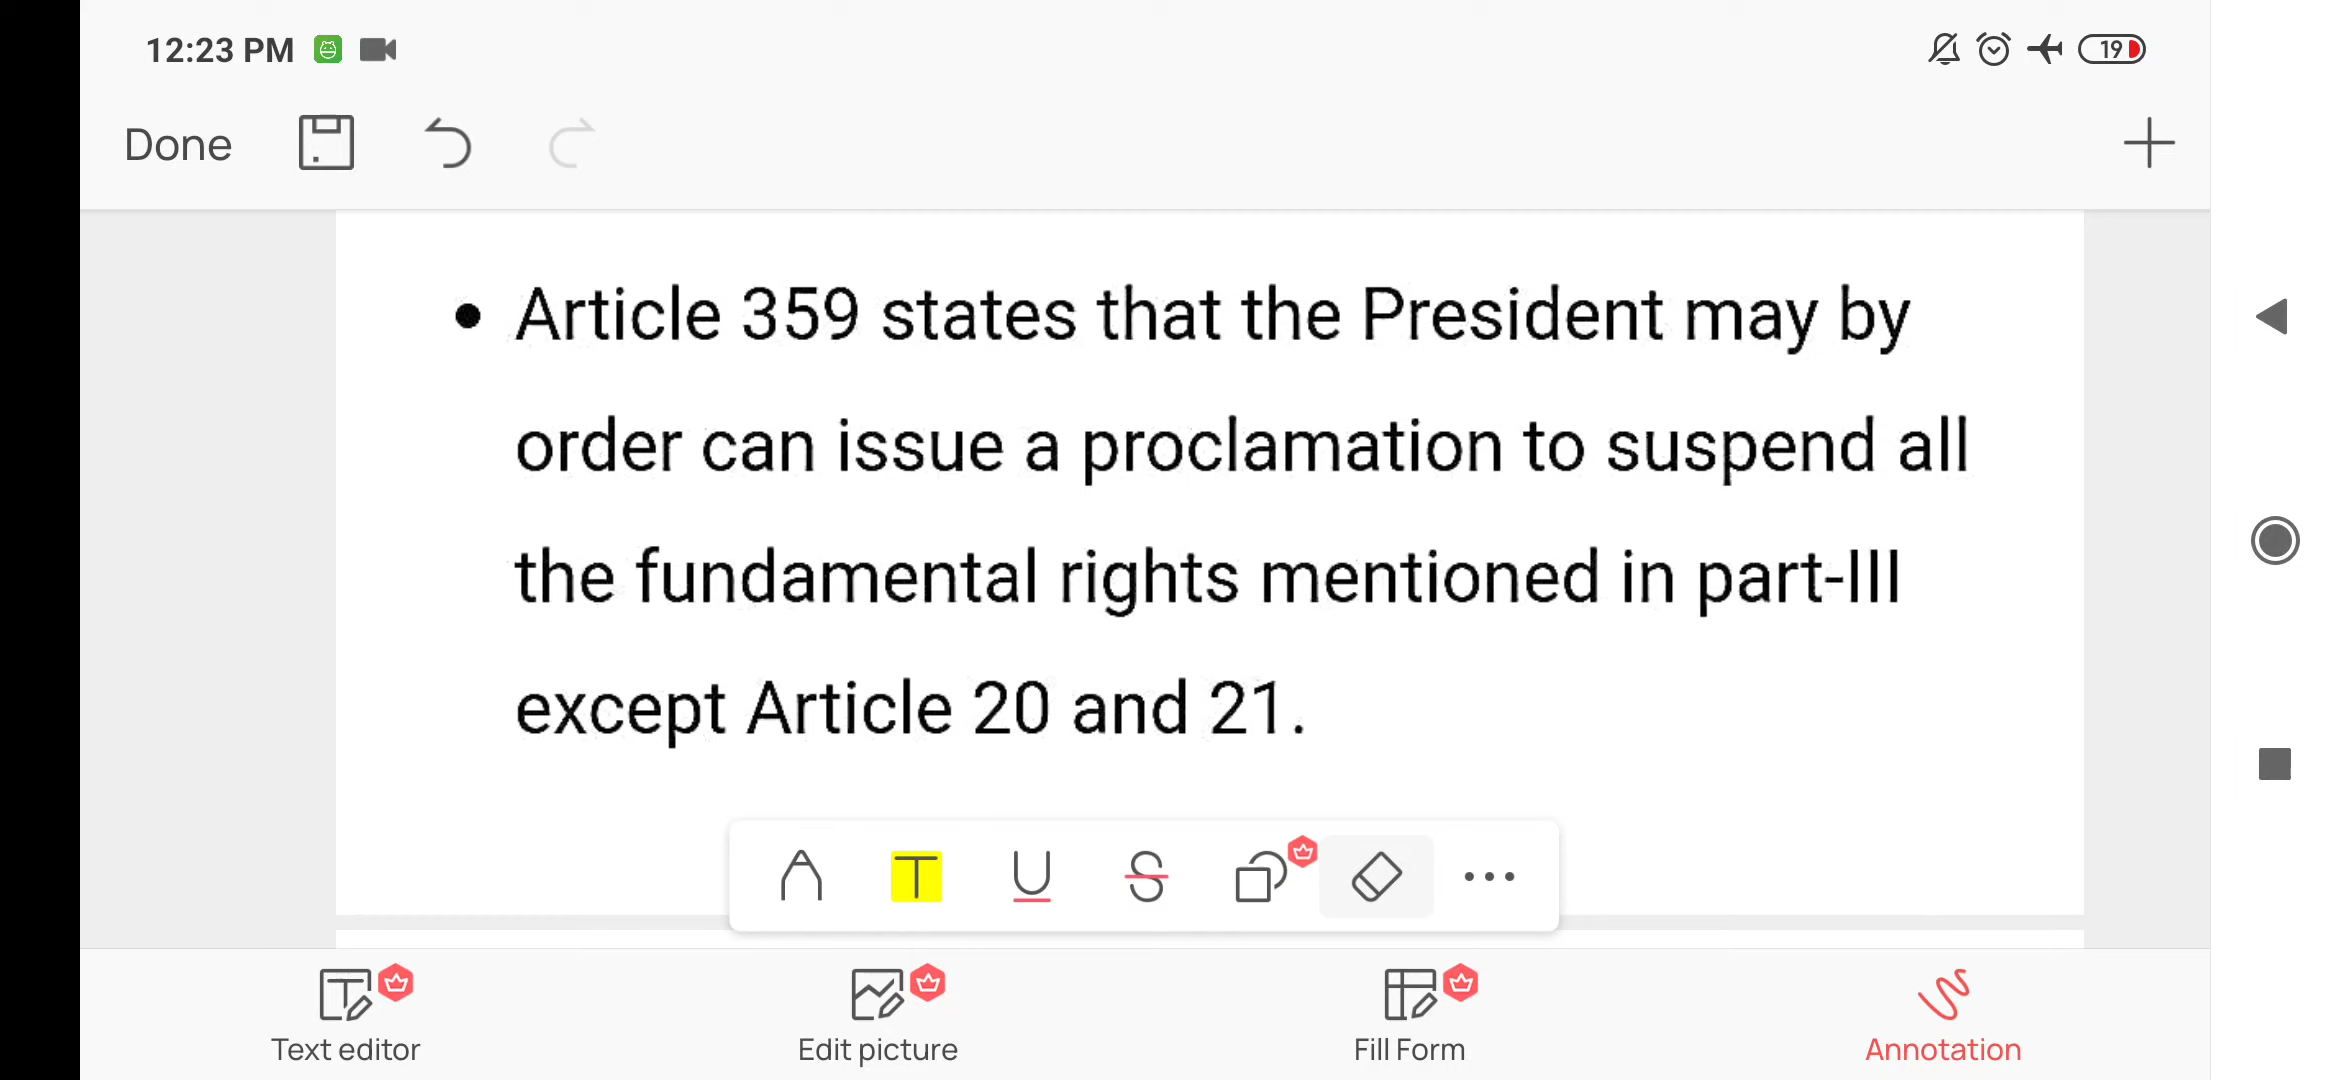 12:23 PM
19
Done
• Article 359 states that the President may by
order can issue a proclamation to suspend all
the fundamental rights mentioned in part-III
except Article 20 and 21.
T U S
Text editor
Edit picture
Fill Form
Annotation